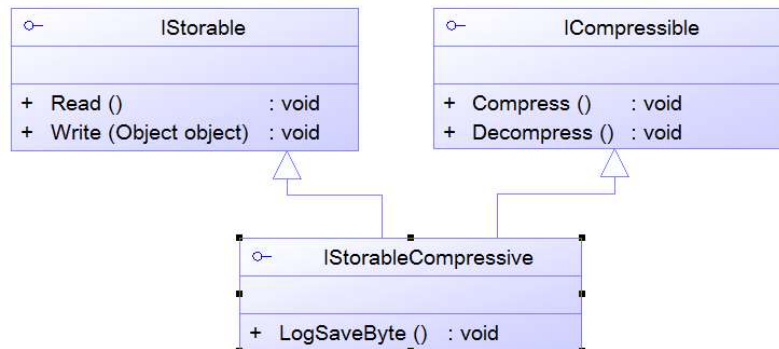 IStorable
+ Read () : void
+ Write (Object object) : void
ICompressible
+ Compress () : void
+ Decompress () : void
IStorableCompressive
+ LogSaveByte () : void